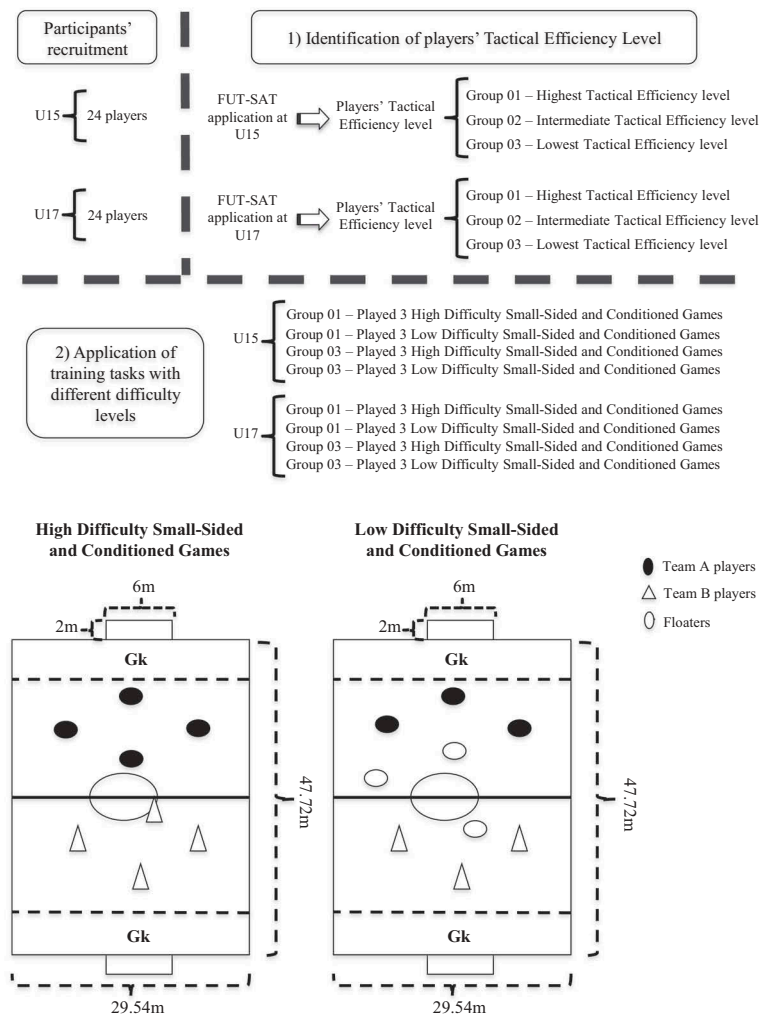 Participants'
recruitment
1) Identification of players' Tactical Efficiency Level
U15
24 players
FUT-SAT
application at
U15
Players' Tactical
Efficiency level
Group 01 – Highest Tactical Efficiency level
Group 02 – Intermediate Tactical Efficiency level
Group 03 – Lowest Tactical Efficiency level
U17
24 players
FUT-SAT
application at
U17
Players' Tactical
Efficiency level
Group 01 – Highest Tactical Efficiency level
Group 02 – Intermediate Tactical Efficiency level
Group 03 – Lowest Tactical Efficiency level
2) Application of
training tasks with
different difficulty
levels
U15
Group 01 – Played 3 High Difficulty Small-Sided and Conditioned Games
Group 01 – Played 3 Low Difficulty Small-Sided and Conditioned Games
Group 03 – Played 3 High Difficulty Small-Sided and Conditioned Games
Group 03 – Played 3 Low Difficulty Small-Sided and Conditioned Games
U17
Group 01 – Played 3 High Difficulty Small-Sided and Conditioned Games
Group 01 – Played 3 Low Difficulty Small-Sided and Conditioned Games
Group 03 – Played 3 High Difficulty Small-Sided and Conditioned Games
Group 03 – Played 3 Low Difficulty Small-Sided and Conditioned Games
High Difficulty Small-Sided
and Conditioned Games
6m
2m
Gk
47.72m
Gk
29.54m
Low Difficulty Small-Sided
and Conditioned Games
6m
2m
Gk
47.72m
Gk
29.54m
Team A players
Team B players
Floaters